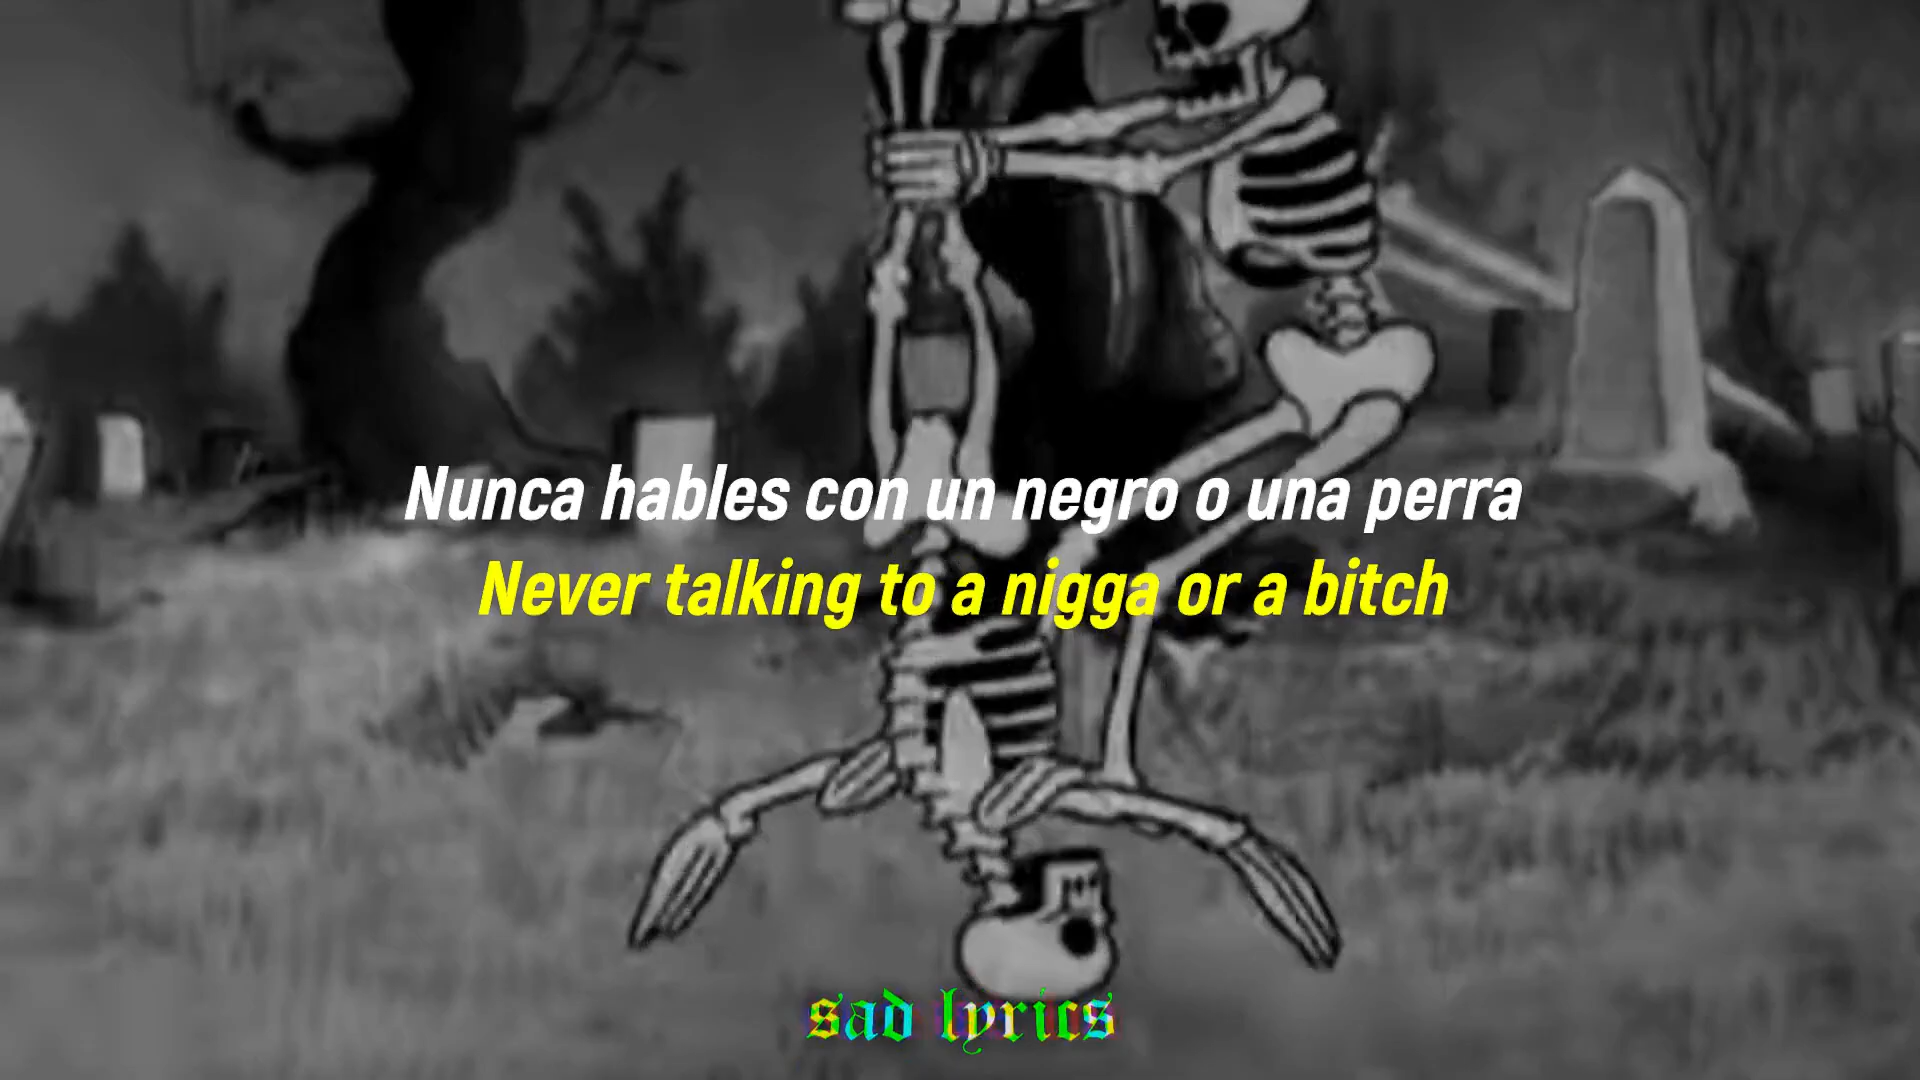 Nunca hables con un negro o una perra
Never talking to a nigga or a bitch
sad lyrics